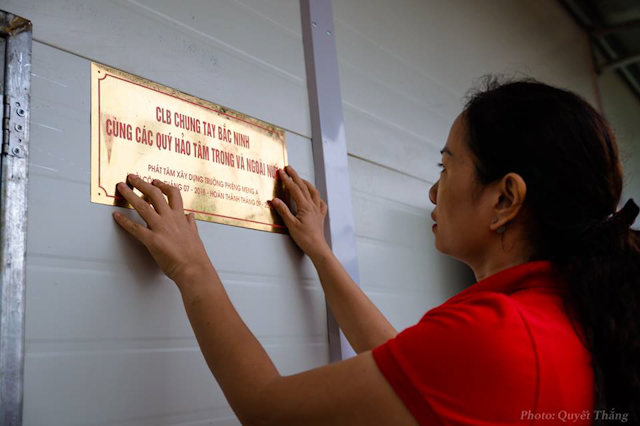 CLB CHUNG TAY BẮC NINH
CÙNG CÁC QUÝ HẢO TÂM TRONG VÀ NGOÀI
PHÁT TÂM XÂY DỰNG TRƯỜNG PHIÊNG MENG A
THÁNG 07 - 2018 - HOÀN THÀNH THÁNG
Photo: Quyết Thắng